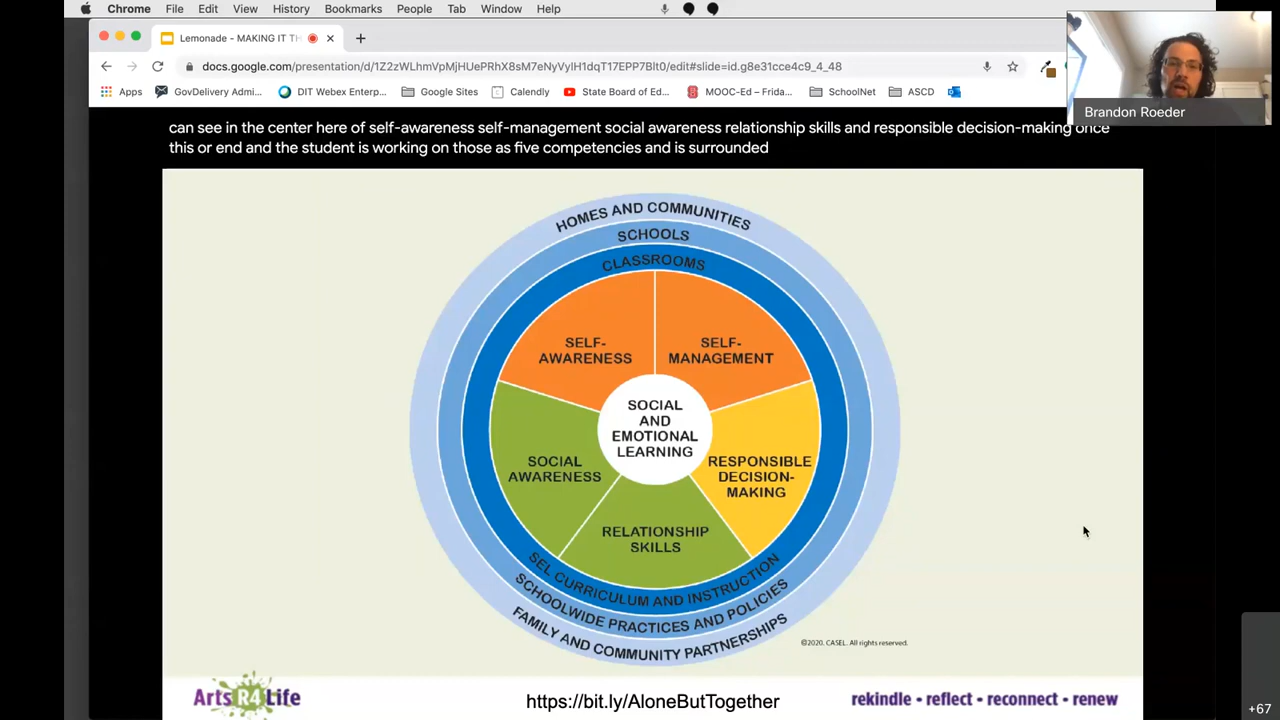 Chrome File Edit View History Bookmarks People Tab Window Help
Lemonade - MAKING IT TH
docs.google.com/presentation/d/1Z2zWLhmVpMjHUePRhX8sM7eNyVyIH1dqT17EPP7Blt0/edit#slide=id.g8e31cce4c9_4_48
Apps GovDelivery Admi... DIT Webex Enterp... Google Sites Calendly State Board of Ed... MOOC-Ed – Frida... SchoolNet ASCD
Brandon Roeder
can see in the center here of self-awareness self-management social awareness relationship skills and responsible decision-making once
this or end and the student is working on those as five competencies and is surrounded
HOMES AND COMMUNITIES
SCHOOLS
CLASSROOMS
SELF-
AWARENESS
SELF-
MANAGEMENT
SOCIAL
AND
EMOTIONAL
LEARNING
SOCIAL
AWARENESS
RESPONSIBLE
DECISION-
MAKING
RELATIONSHIP
SKILLS
SEL CURRICULUM AND INSTRUCTION
SCHOOLWIDE PRACTICES AND POLICIES
FAMILY AND COMMUNITY PARTNERSHIPS
©2020. CASEL. All rights reserved.
Arts R4 Life
https://bit.ly/AloneButTogether
rekindle • reflect • reconnect • renew
+67